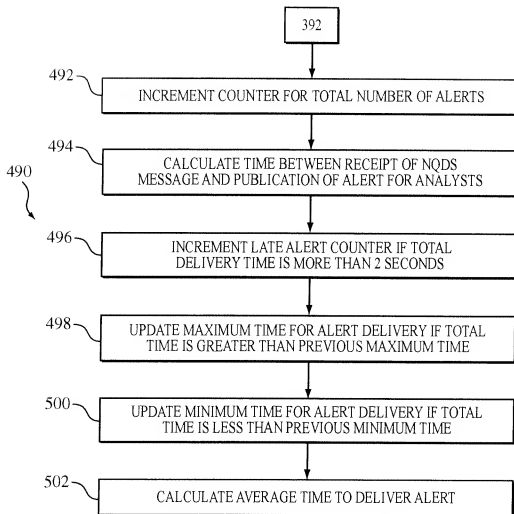 392
492
INCREMENT COUNTER FOR TOTAL NUMBER OF ALERTS
494
CALCULATE TIME BETWEEN RECEIPT OF NQDS
MESSAGE AND PUBLICATION OF ALERT FOR ANALYSTS
490
496
INCREMENT LATE ALERT COUNTER IF TOTAL
DELIVERY TIME IS MORE THAN 2 SECONDS
498
UPDATE MAXIMUM TIME FOR ALERT DELIVERY IF TOTAL
TIME IS GREATER THAN PREVIOUS MAXIMUM TIME
500
UPDATE MINIMUM TIME FOR ALERT DELIVERY IF TOTAL
TIME IS LESS THAN PREVIOUS MINIMUM TIME
502
CALCULATE AVERAGE TIME TO DELIVER ALERT